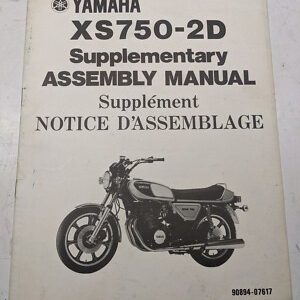 YAMAHA
XS750-2D
Supplementary
ASSEMBLY MANUAL
Supplément
NOTICE D'ASSEMBLAGE
90894-07617